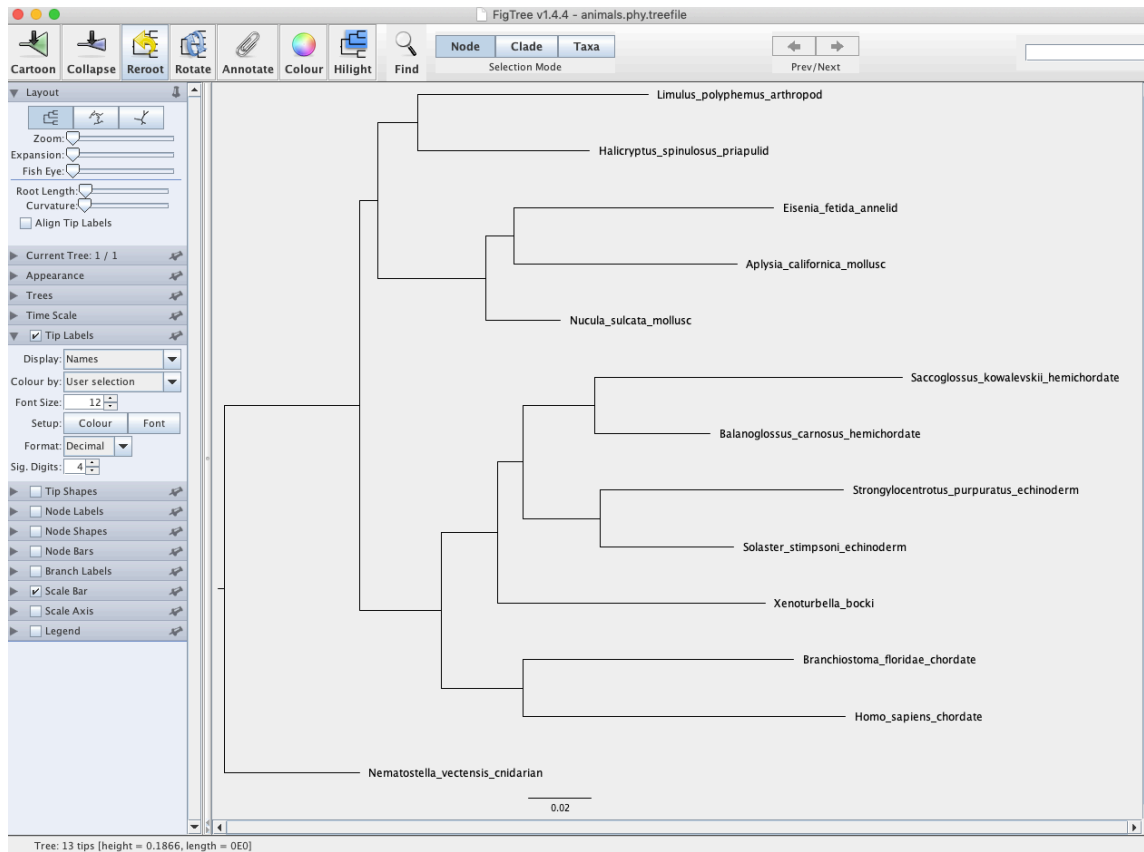 FigTree v1.4.4 - animals.phy.treefile
Cartoon Collapse Reroot Rotate Annotate Colour Hilight Find
Node Clade Taxa
Selection Mode
Prev/Next
Layout
Zoom:
Expansion:
Fish Eye:
Root Length:
Curvature:
Align Tip Labels
Current Tree: 1 / 1
Appearance
Trees
Time Scale
Tip Labels
Display: Names
Colour by: User selection
Font Size: 12
Setup: Colour Font
Format: Decimal
Sig. Digits: 4
Tip Shapes
Node Labels
Node Shapes
Node Bars
Branch Labels
Scale Bar
Scale Axis
Legend
Limulus_polyphemus_arthropod
Halicryptus_spinulosus_priapulid
Eisenia_fetida_annelid
Aplysia_californica_mollusc
Nucula_sulcata_mollusc
Saccoglossus_kowalevskii_hemichordate
Balanoglossus_carnosus_hemichordate
Strongylocentrotus_purpuratus_echinoderm
Solaster_stimpsoni_echinoderm
Xenoturbella_bocki
Branchiostoma_floridae_chordate
Homo_sapiens_chordate
Nematostella_vectensis_cnidarian
0.02
Tree: 13 tips [height = 0.1866, length = 0E0]